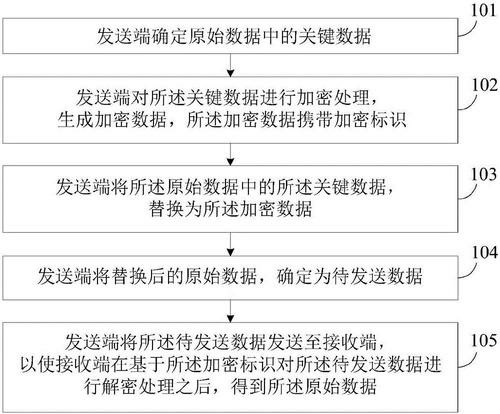 101
发送端确定原始数据中的关键数据
102
发送端对所述关键数据进行加密处理，
生成加密数据，所述加密数据携带加密标识
103
发送端将所述原始数据中的所述关键数据，
替换为所述加密数据
104
发送端将替换后的原始数据，确定为待发送数据
105
发送端将所述待发送数据发送至接收端，
以使接收端在基于所述加密标识对所述待发送数据进
行解密处理之后，得到所述原始数据